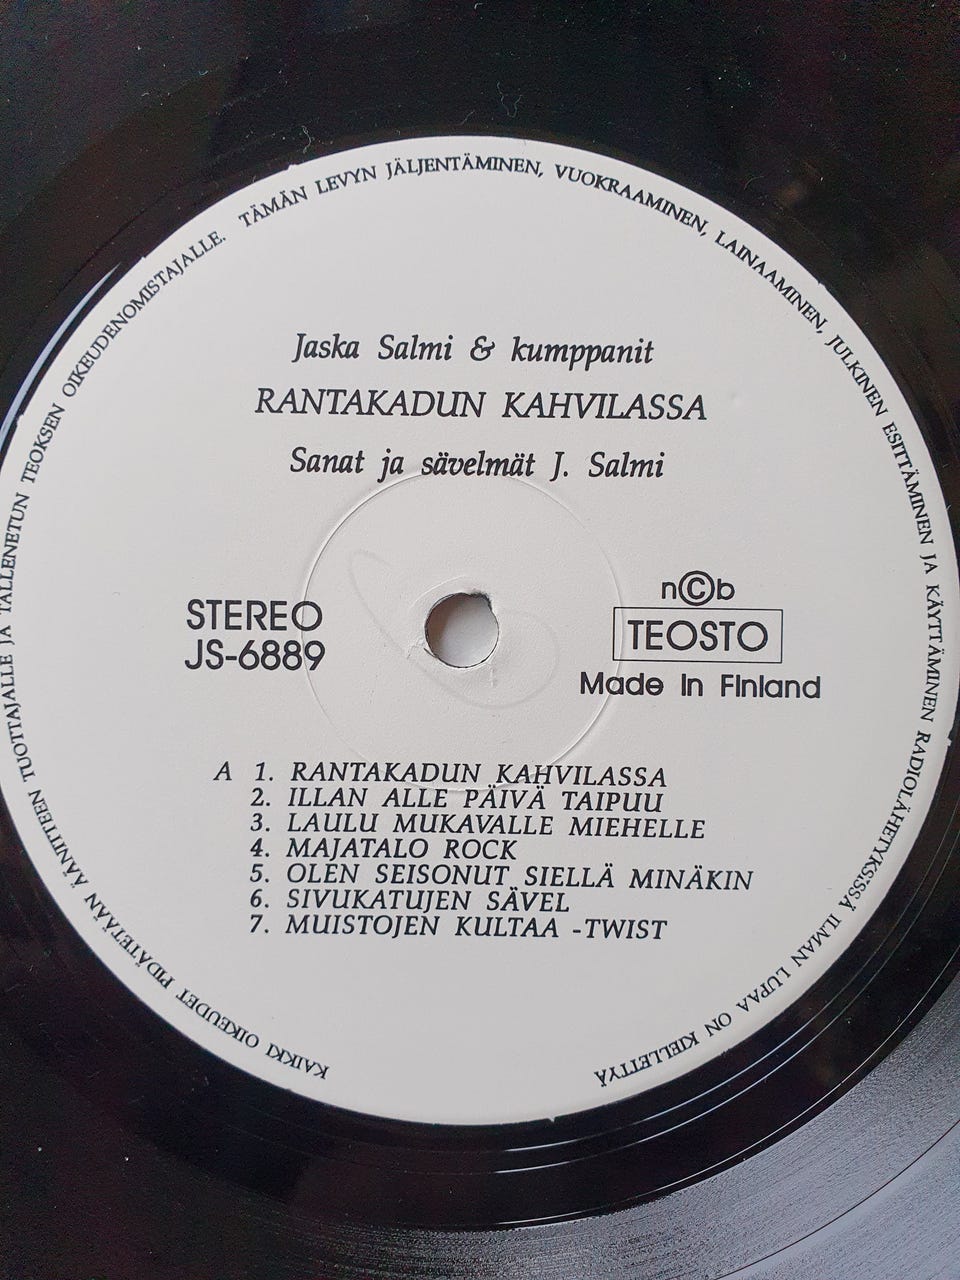 KAIKKI OIKEUDET PIDÄTETÄÄN ÄÄNITTEEN TUOTTAJALLE JA TALLENETUN TEOKSEN OIKEUDENOMISTAJALLE. TÄMÄN LEVYN JÄLJENTÄMINEN, VUOKRAAMINEN, LAINAAMINEN, JULKINEN ESITTÄMINEN JA KÄYTTÄMINEN RADIOLÄHETYKSISSÄ ILMAN LUPAA ON KIELLETTYÄ
Jaska Salmi & kumppanit
RANTAKADUN KAHVILASSA
Sanat ja sävelmät J. Salmi
STEREO
JS-6889
n©b
TEOSTO
Made in Finland
A 1. RANTAKADUN KAHVILASSA
2. ILLAN ALLE PÄIVÄ TAIPUU
3. LAULU MUKAVALLE MIEHELLE
4. MAJATALO ROCK
5. OLEN SEISONUT SIELLÄ MINÄKIN
6. SIVUKATUJEN SÄVEL
7. MUISTOJEN KULTAA -TWIST